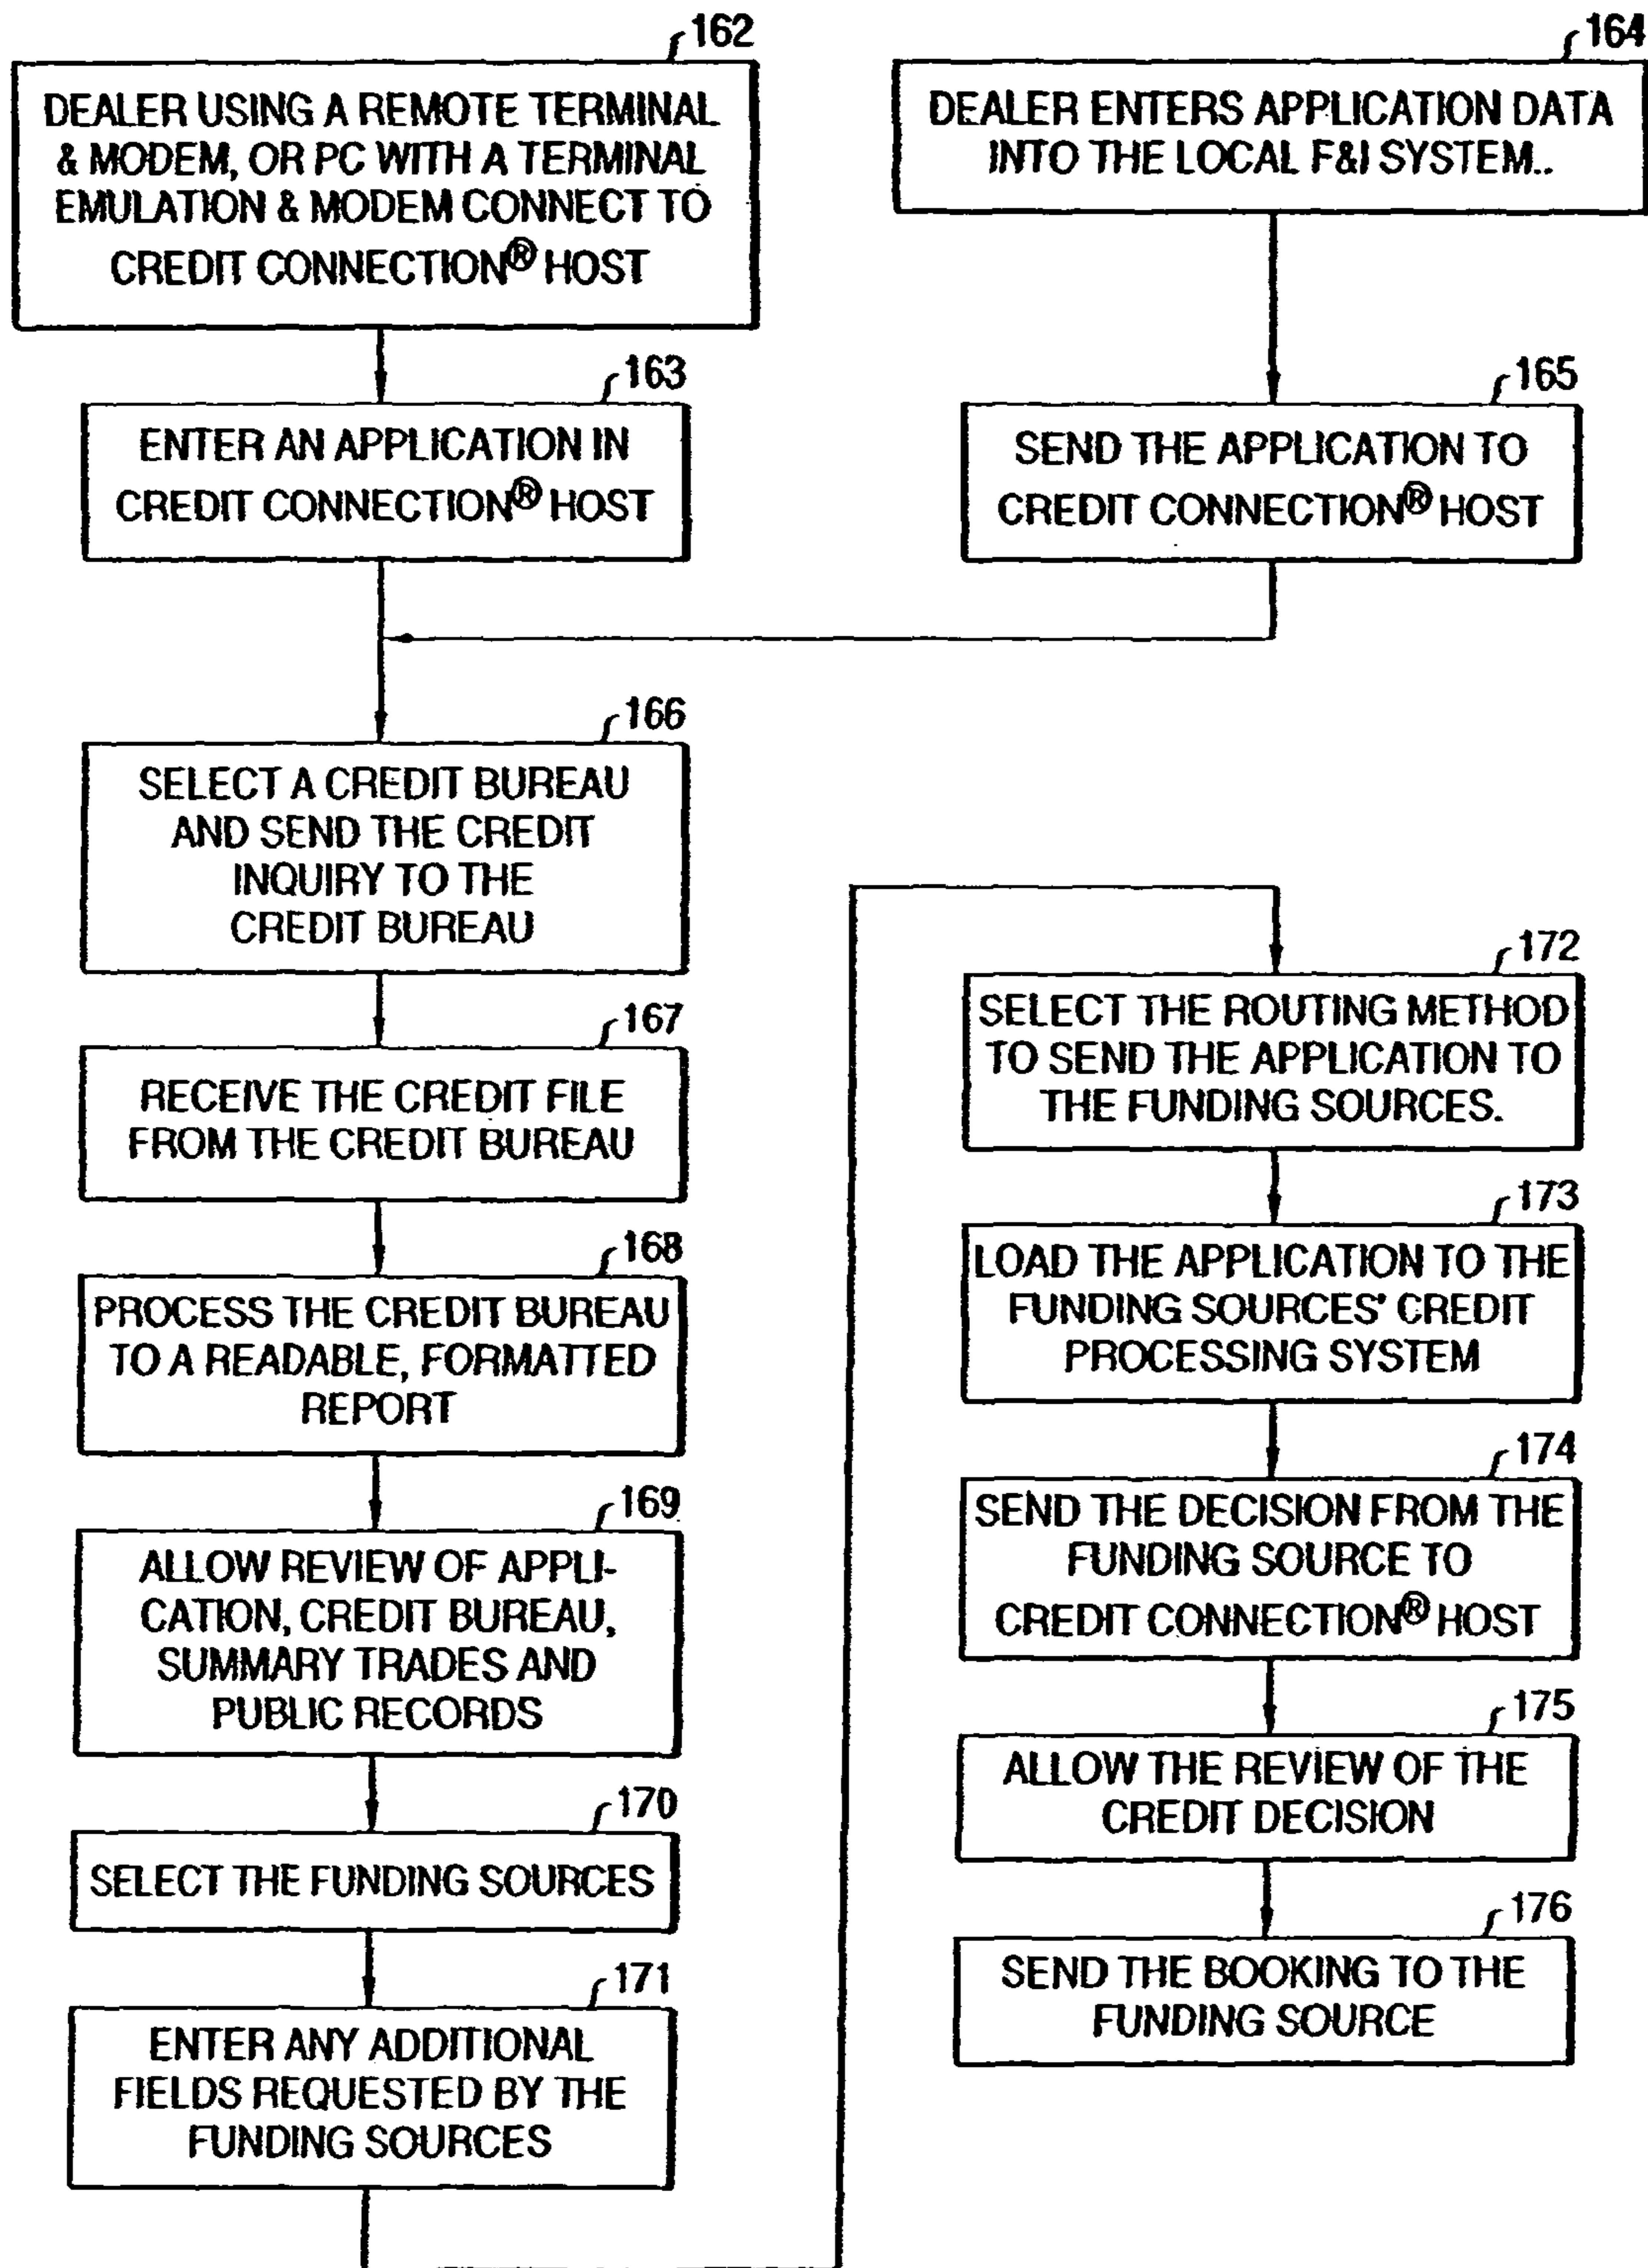 162
DEALER USING A REMOTE TERMINAL
& MODEM, OR PC WITH A TERMINAL
EMULATION & MODEM CONNECT TO
CREDIT CONNECTION® HOST
163
ENTER AN APPLICATION IN
CREDIT CONNECTION® HOST
164
DEALER ENTERS APPLICATION DATA
INTO THE LOCAL F&I SYSTEM..
165
SEND THE APPLICATION TO
CREDIT CONNECTION® HOST
166
SELECT A CREDIT BUREAU
AND SEND THE CREDIT
INQUIRY TO THE
CREDIT BUREAU
167
RECEIVE THE CREDIT FILE
FROM THE CREDIT BUREAU
168
PROCESS THE CREDIT BUREAU
TO A READABLE, FORMATTED
REPORT
169
ALLOW REVIEW OF APPLI-
CATION, CREDIT BUREAU,
SUMMARY TRADES AND
PUBLIC RECORDS
170
SELECT THE FUNDING SOURCES
171
ENTER ANY ADDITIONAL
FIELDS REQUESTED BY THE
FUNDING SOURCES
172
SELECT THE ROUTING METHOD
TO SEND THE APPLICATION TO
THE FUNDING SOURCES.
173
LOAD THE APPLICATION TO THE
FUNDING SOURCES' CREDIT
PROCESSING SYSTEM
174
SEND THE DECISION FROM THE
FUNDING SOURCE TO
CREDIT CONNECTION® HOST
175
ALLOW THE REVIEW OF THE
CREDIT DECISION
176
SEND THE BOOKING TO THE
FUNDING SOURCE